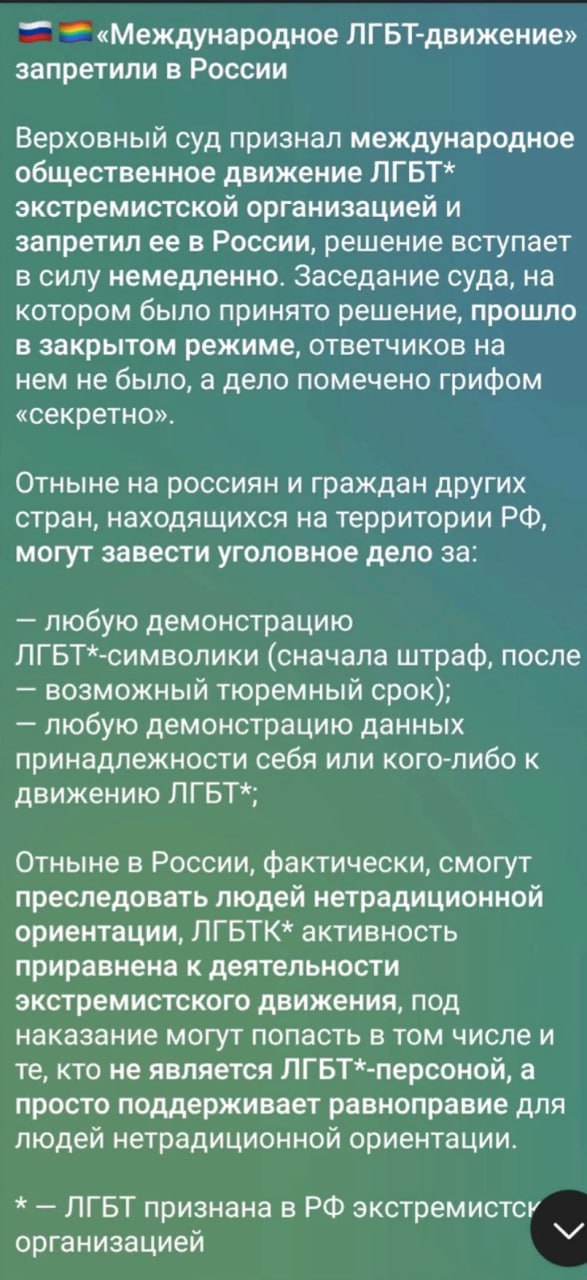 🇷🇺🏳️‍🌈«Международное ЛГБТ-движение»
запретили в России
Верховный суд признал международное
общественное движение ЛГБТ*
экстремистской организацией и
запретил ее в России, решение вступает
в силу немедленно. Заседание суда, на
котором было принято решение, прошло
в закрытом режиме, ответчиков на
нем не было, а дело помечено грифом
«секретно».
Отныне на россиян и граждан других
стран, находящихся на территории РФ,
могут завести уголовное дело за:
— любую демонстрацию
ЛГБТ*-символики (сначала штраф, после
— возможный тюремный срок);
— любую демонстрацию данных
принадлежности себя или кого-либо к
движению ЛГБТ*;
Отныне в России, фактически, смогут
преследовать людей нетрадиционной
ориентации, ЛГБТК* активность
приравнена к деятельности
экстремистского движения, под
наказание могут попасть в том числе и
те, кто не является ЛГБТ*-персоной, а
просто поддерживает равноправие для
людей нетрадиционной ориентации.
* — ЛГБТ признана в РФ
организацией